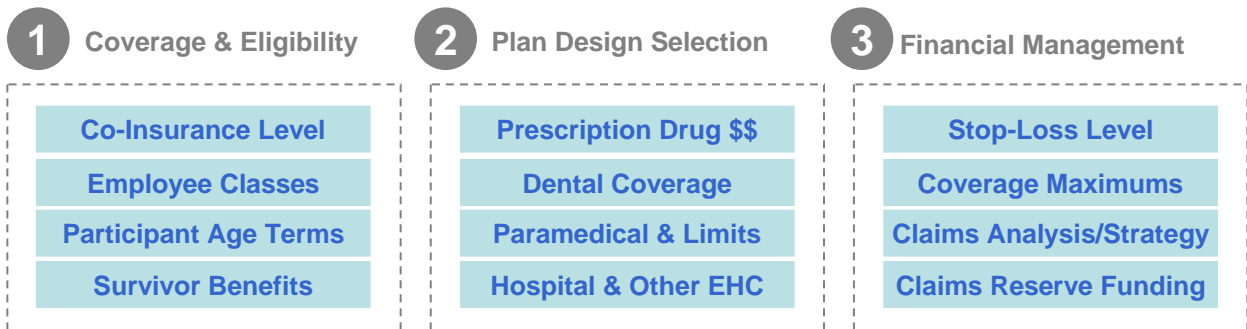 1 Coverage & Eligibility
Co-Insurance Level
Employee Classes
Participant Age Terms
Survivor Benefits
2 Plan Design Selection
Prescription Drug $$
Dental Coverage
Paramedical & Limits
Hospital & Other EHC
3 Financial Management
Stop-Loss Level
Coverage Maximums
Claims Analysis/Strategy
Claims Reserve Funding